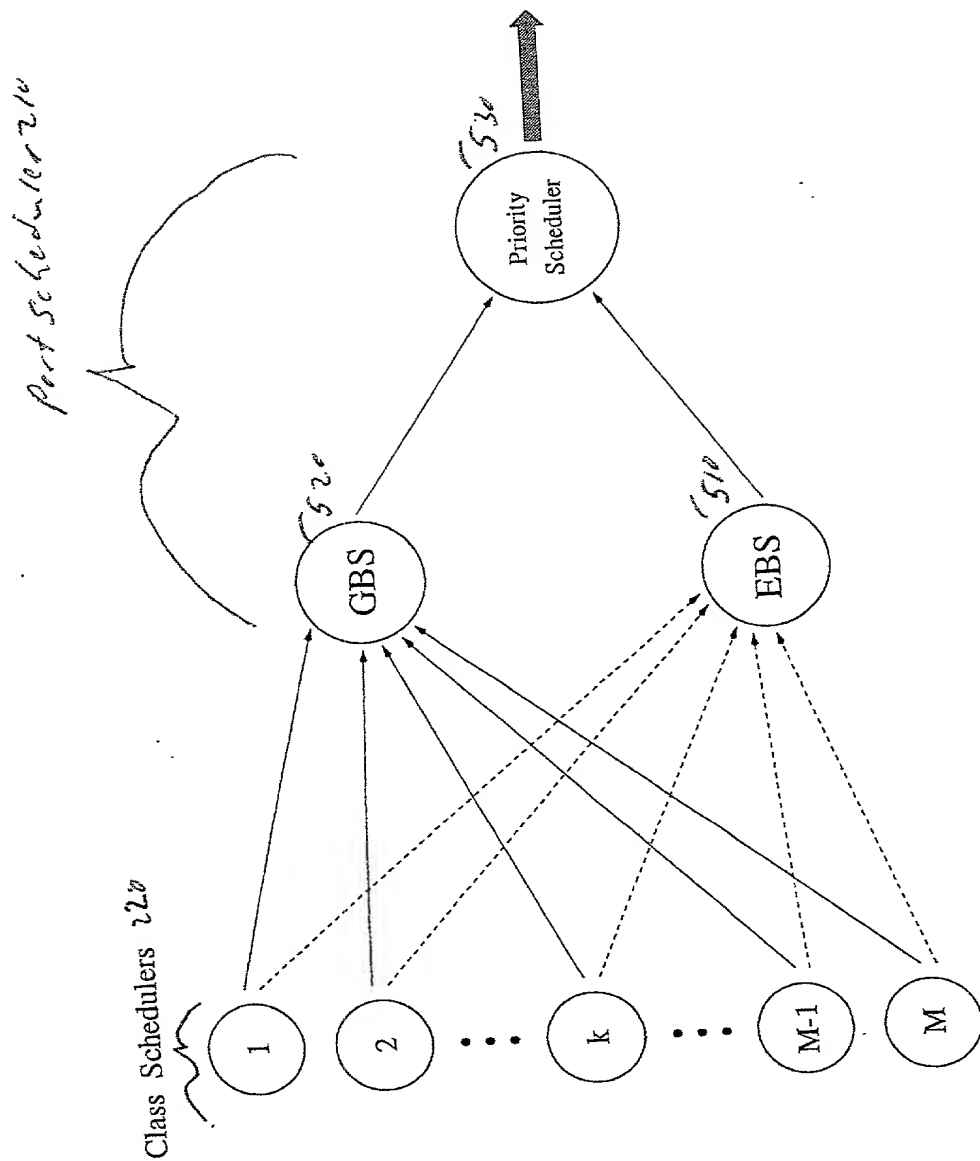 Port Scheduler 210
Class Schedulers 220
1
2
k
M-1
M
GBS
520
EBS
510
Priority
Scheduler
530